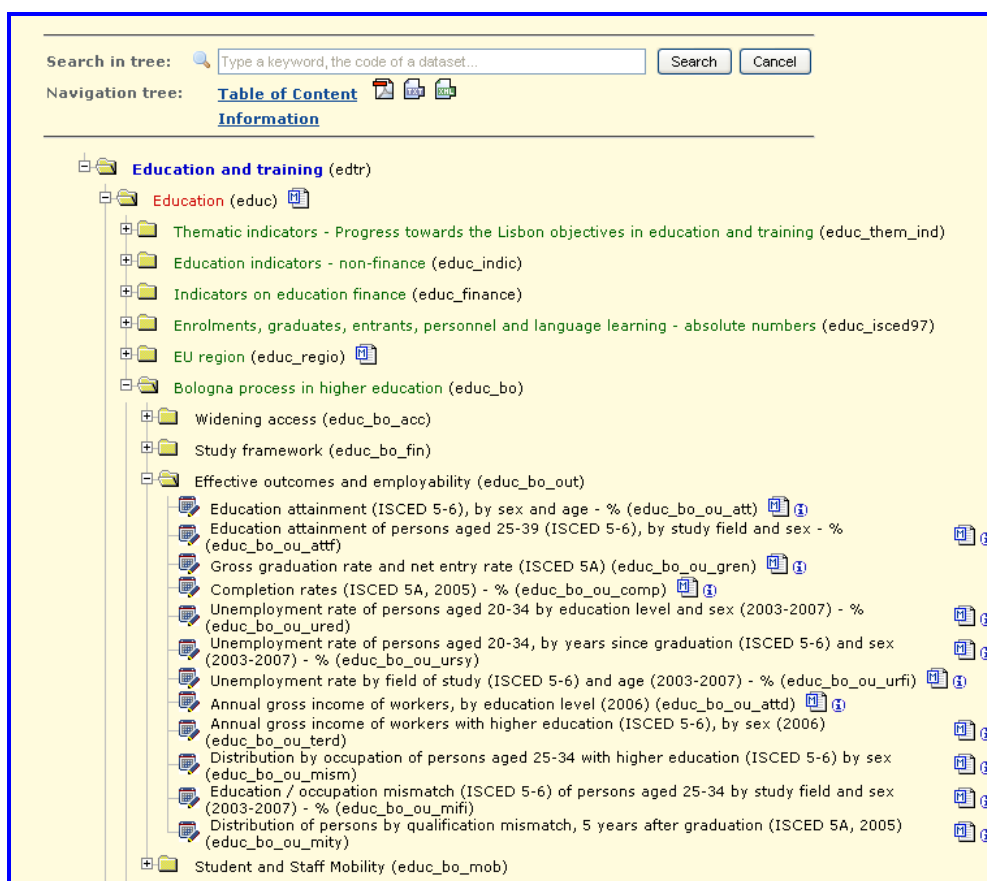 Search in tree: Type a keyword, the code of a dataset... Search Cancel
Navigation tree: Table of Content
Information
Education and training (edtr)
Education (educ)
Thematic indicators - Progress towards the Lisbon objectives in education and training (educ_them_ind)
Education indicators - non-finance (educ_indic)
Indicators on education finance (educ_finance)
Enrolments, graduates, entrants, personnel and language learning - absolute numbers (educ_isced97)
EU region (educ_regio)
Bologna process in higher education (educ_bo)
Widening access (educ_bo_acc)
Study framework (educ_bo_fin)
Effective outcomes and employability (educ_bo_out)
Education attainment (ISCED 5-6), by sex and age - % (educ_bo_ou_att)
Education attainment of persons aged 25-39 (ISCED 5-6), by study field and sex - %
(educ_bo_ou_attf)
Gross graduation rate and net entry rate (ISCED 5A) (educ_bo_ou_gren)
Completion rates (ISCED 5A, 2005) - % (educ_bo_ou_comp)
Unemployment rate of persons aged 20-34 by education level and sex (2003-2007) - %
(educ_bo_ou_ured)
Unemployment rate of persons aged 20-34, by years since graduation (ISCED 5-6) and sex
(2003-2007) - % (educ_bo_ou_ursy)
Unemployment rate by field of study (ISCED 5-6) and age (2003-2007) - % (educ_bo_ou_urfi)
Annual gross income of workers, by education level (2006) (educ_bo_ou_attd)
Annual gross income of workers with higher education (ISCED 5-6), by sex (2006)
(educ_bo_ou_terd)
Distribution by occupation of persons aged 25-34 with higher education (ISCED 5-6) by sex
(educ_bo_ou_mism)
Education / occupation mismatch (ISCED 5-6) of persons aged 25-34 by study field and sex
(2003-2007) - % (educ_bo_ou_mifi)
Distribution of persons by qualification mismatch, 5 years after graduation (ISCED 5A, 2005)
(educ_bo_ou_mity)
Student and Staff Mobility (educ_bo_mob)